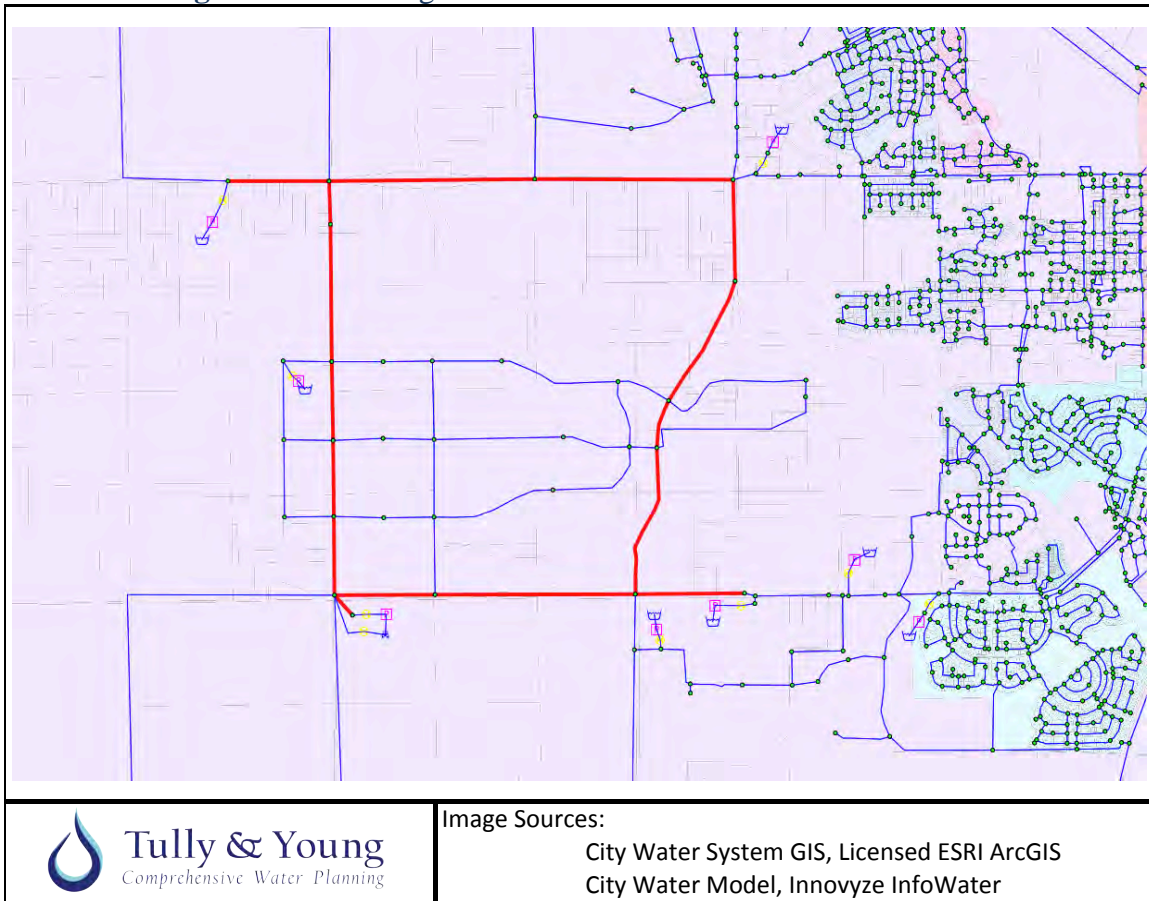 Tully & Young
Comprehensive Water Planning
Image Sources:
City Water System GIS, Licensed ESRI ArcGIS
City Water Model, Innovyze InfoWater